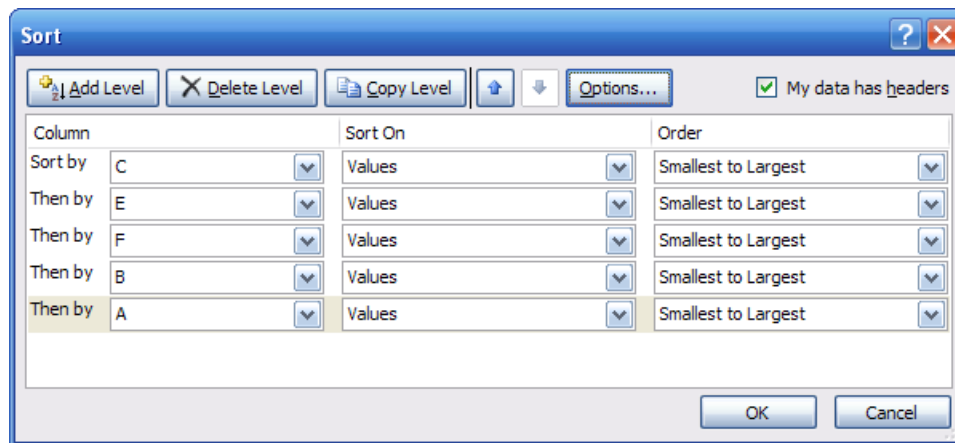 Sort
Add Level Delete Level Copy Level Options... My data has headers
Column Sort On Order
Sort by C Values Smallest to Largest
Then by E Values Smallest to Largest
Then by F Values Smallest to Largest
Then by B Values Smallest to Largest
Then by A Values Smallest to Largest
OK Cancel